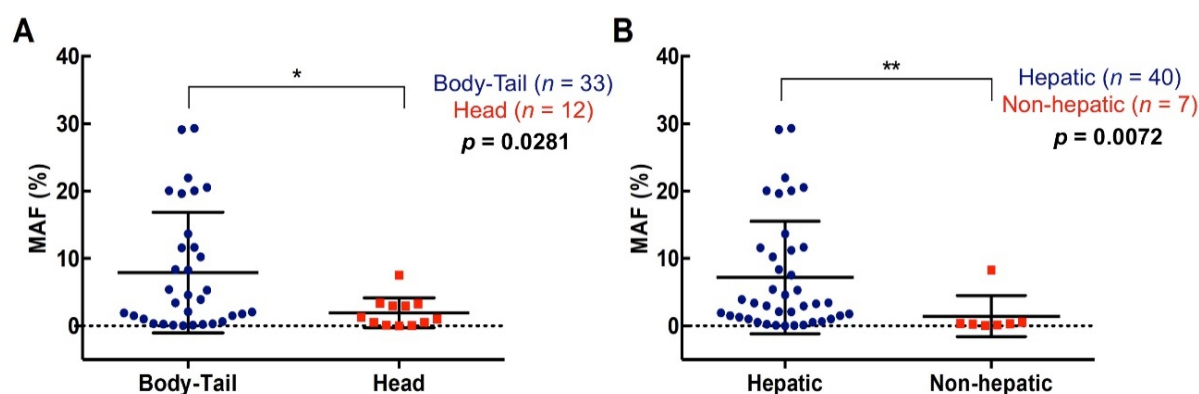 A
MAF (%)
40
30
20
10
0
*
Body-Tail (n = 33)
Head (n = 12)
p = 0.0281
Body-Tail
Head
B
MAF (%)
40
30
20
10
0
**
Hepatic (n = 40)
Non-hepatic (n = 7)
p = 0.0072
Hepatic
Non-hepatic